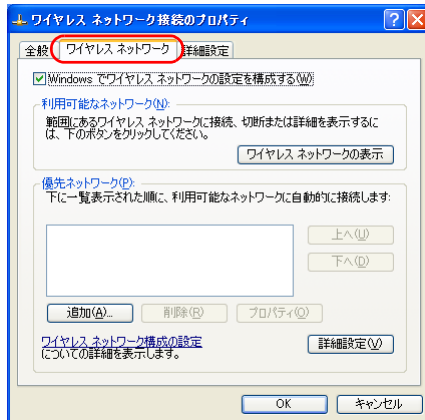 ワイヤレス ネットワーク接続のプロパティ
全般 ワイヤレス ネットワーク 詳細設定
Windows でワイヤレス ネットワークの設定を構成する(W)
利用可能なネットワーク(N):
範囲にあるワイヤレス ネットワークに接続、切断または詳細を表示するに
は、下のボタンをクリックしてください。
ワイヤレス ネットワークの表示
優先ネットワーク(P):
下に一覧表示された順に、利用可能なネットワークに自動的に接続します:
上へ(U)
下へ(D)
追加(A)... 削除(R) プロパティ(O)
ワイヤレス ネットワーク構成の設定
についての詳細を表示します。
詳細設定(V)
OK キャンセル